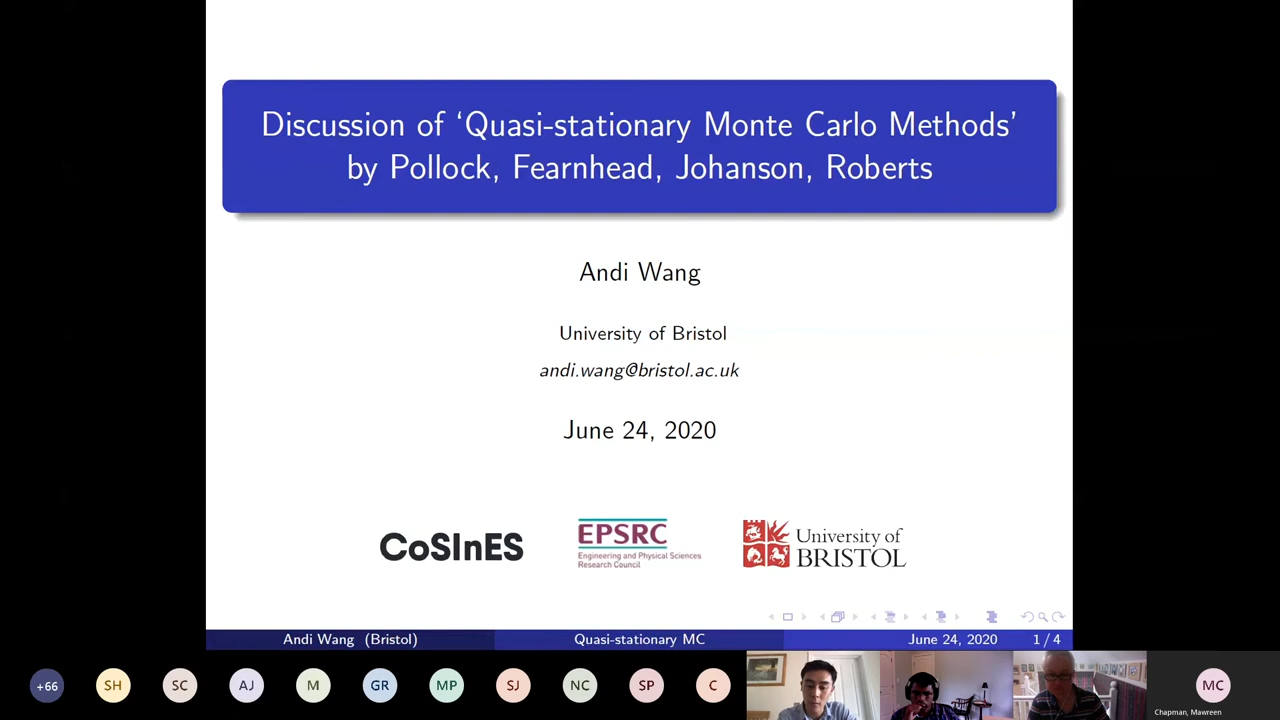 Discussion of ‘Quasi-stationary Monte Carlo Methods’
by Pollock, Fearnhead, Johanson, Roberts
Andi Wang
University of Bristol
andi.wang@bristol.ac.uk
June 24, 2020
CoSInES
EPSRC
Engineering and Physical Sciences
Research Council
University of
BRISTOL
Andi Wang (Bristol)
Quasi-stationary MC
June 24, 2020
1 / 4
+66
SH
SC
AJ
M
GR
MP
SJ
NC
SP
C
MC
Chapman, Mawreen